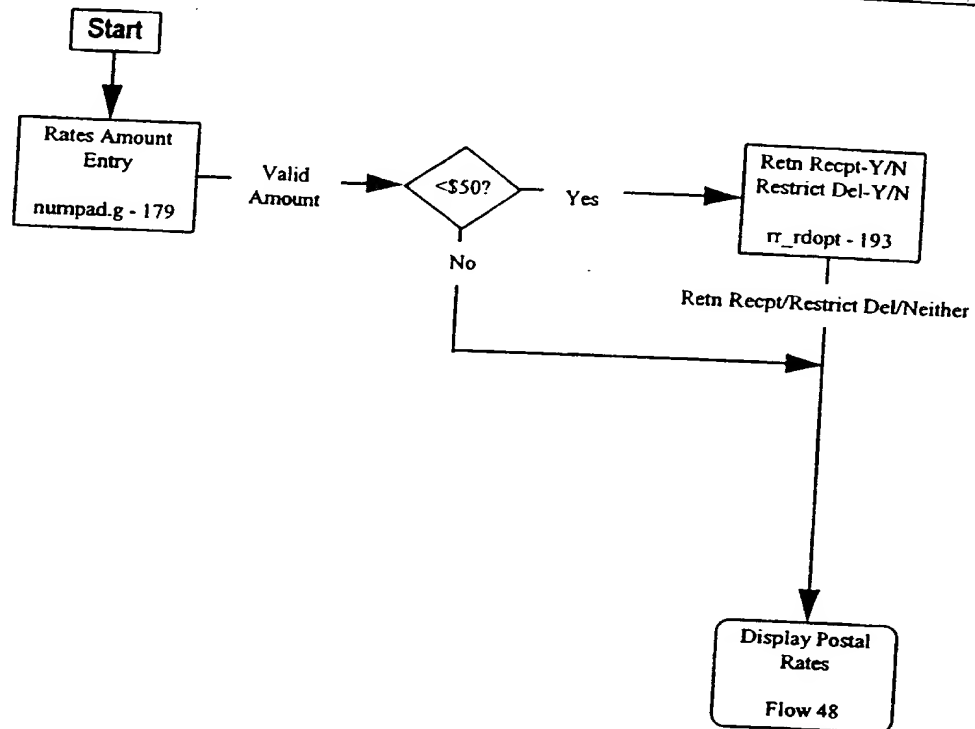 Start
Rates Amount
Entry
numpad.g - 179
Valid
Amount
<$50?
Yes
Retn Recpt-Y/N
Restrict Del-Y/N
rr_rdopt - 193
No
Retn Recpt/Restrict Del/Neither
Display Postal
Rates
Flow 48